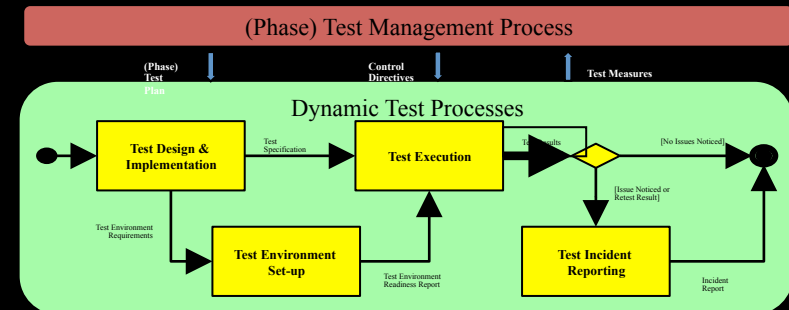 (Phase) Test Management Process
(Phase)
Test
Plan
Control
Directives
Test Measures
Dynamic Test Processes
Test Design &
Implementation
Test
Specification
Test Execution
[No Issues Noticed]
[Issue Noticed or
Retest Result]
Test Environment
Requirements
Test Environment
Set-up
Test Environment
Readiness Report
Test Incident
Reporting
Incident
Report